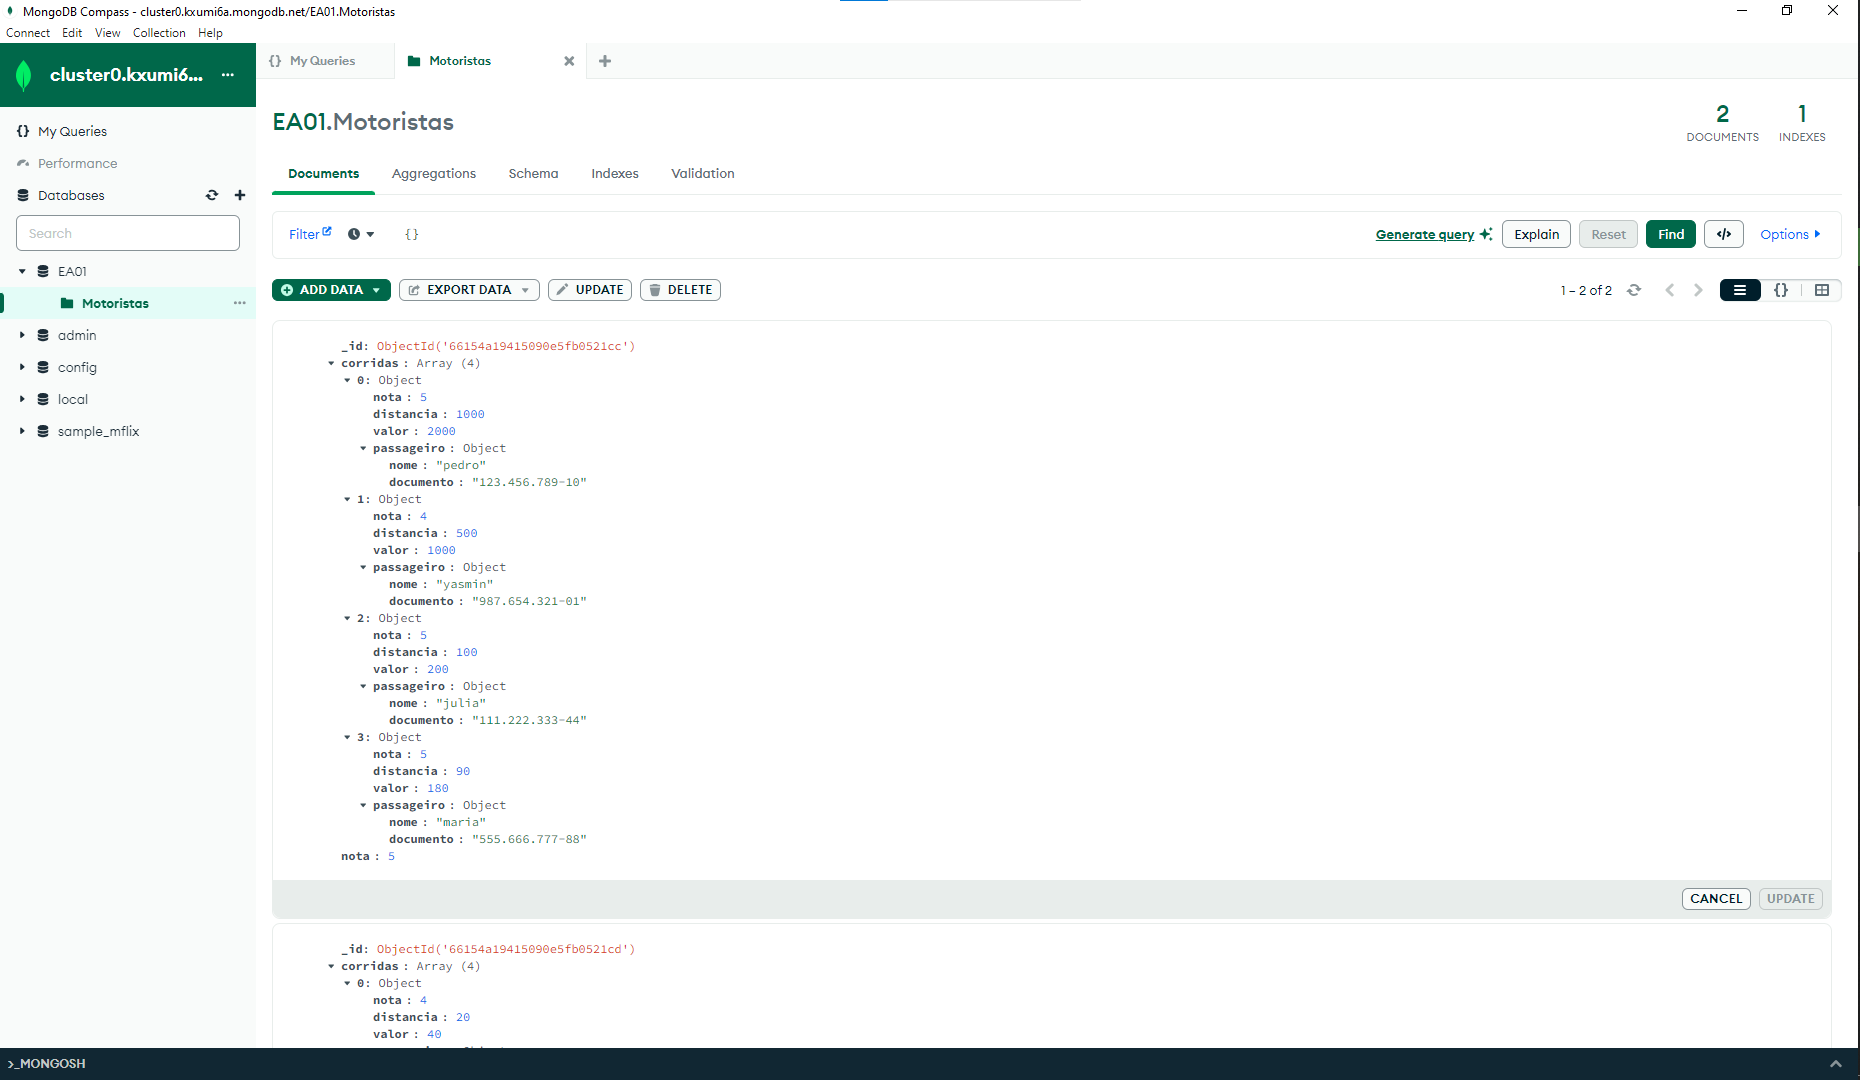 MongoDB Compass - cluster0.kxumi6a.mongodb.net/EA01.Motoristas
Connect Edit View Collection Help
cluster0.kxumi6... ...
{} My Queries
Motoristas
{} My Queries
Performance
Databases
Search
EA01
Motoristas ...
admin
config
local
sample_mflix
EA01.Motoristas
2
DOCUMENTS
1
INDEXES
Documents Aggregations Schema Indexes Validation
Filter {} Generate query Explain Reset Find </> Options
ADD DATA EXPORT DATA UPDATE DELETE 1 – 2 of 2 {}
_id: ObjectId('66154a19415090e5fb0521cc')
corridas : Array (4)
0: Object
nota : 5
distancia : 1000
valor : 2000
passageiro : Object
nome : "pedro"
documento : "123.456.789-10"
1: Object
nota : 4
distancia : 500
valor : 1000
passageiro : Object
nome : "yasmin"
documento : "987.654.321-01"
2: Object
nota : 5
distancia : 100
valor : 200
passageiro : Object
nome : "julia"
documento : "111.222.333-44"
3: Object
nota : 5
distancia : 90
valor : 180
passageiro : Object
nome : "maria"
documento : "555.666.777-88"
nota : 5
CANCEL UPDATE
_id: ObjectId('66154a19415090e5fb0521cd')
corridas : Array (4)
0: Object
nota : 4
distancia : 20
valor : 40
>_MONGOSH